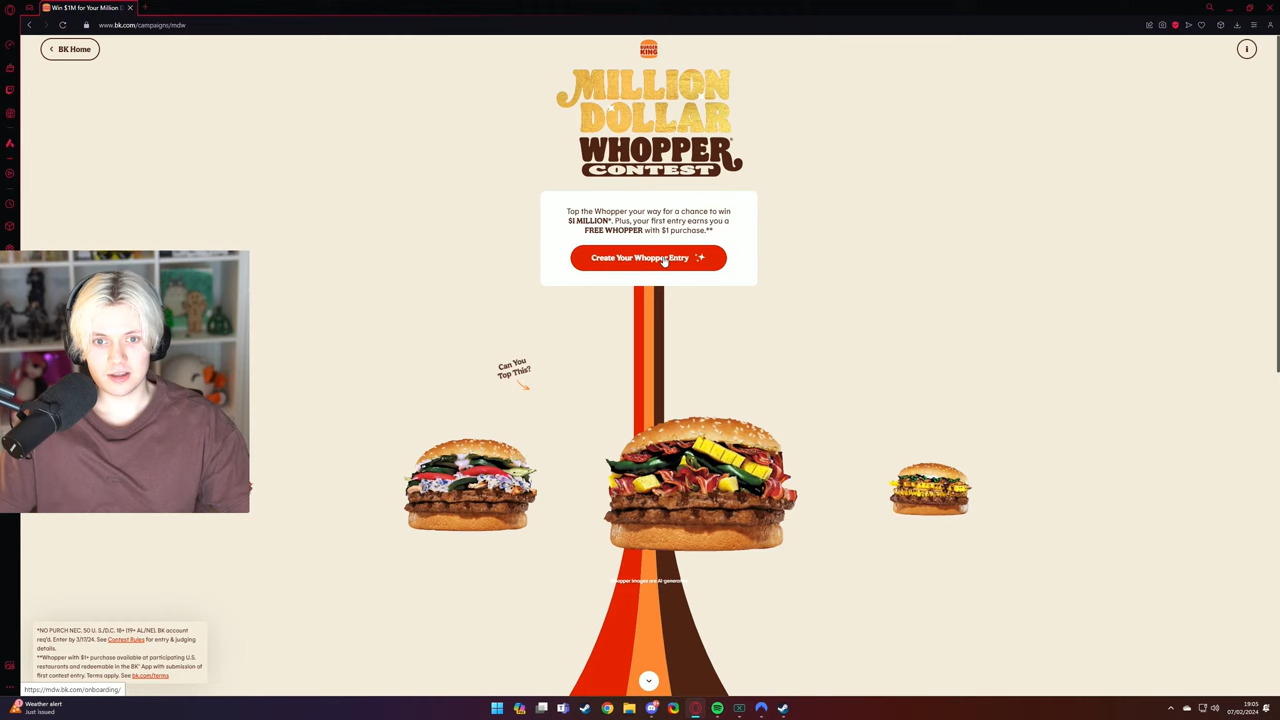 Win $1M for Your Million D
www.bk.com/campaigns/mdw
BK Home
BURGER
KING
i
MILLION
DOLLAR
WHOPPER®
CONTEST
Top the Whopper your way for a chance to win
$1 MILLION*. Plus, your first entry earns you a
FREE WHOPPER with $1 purchase.**
Create Your Whopper Entry
Can You
Top This?
Whopper images are AI-generated
*NO PURCH NEC. 50 U. S./D.C. 18+ (19+ AL/NE). BK account
req'd. Enter by 3/17/24. See Contest Rules for entry & judging
details.
**Whopper with $1+ purchase available at participating U.S.
restaurants and redeemable in the BK® App with submission of
first contest entry. Terms apply. See bk.com/terms
https://mdw.bk.com/onboarding/
Weather alert
Just issued
19:05
07/02/2024